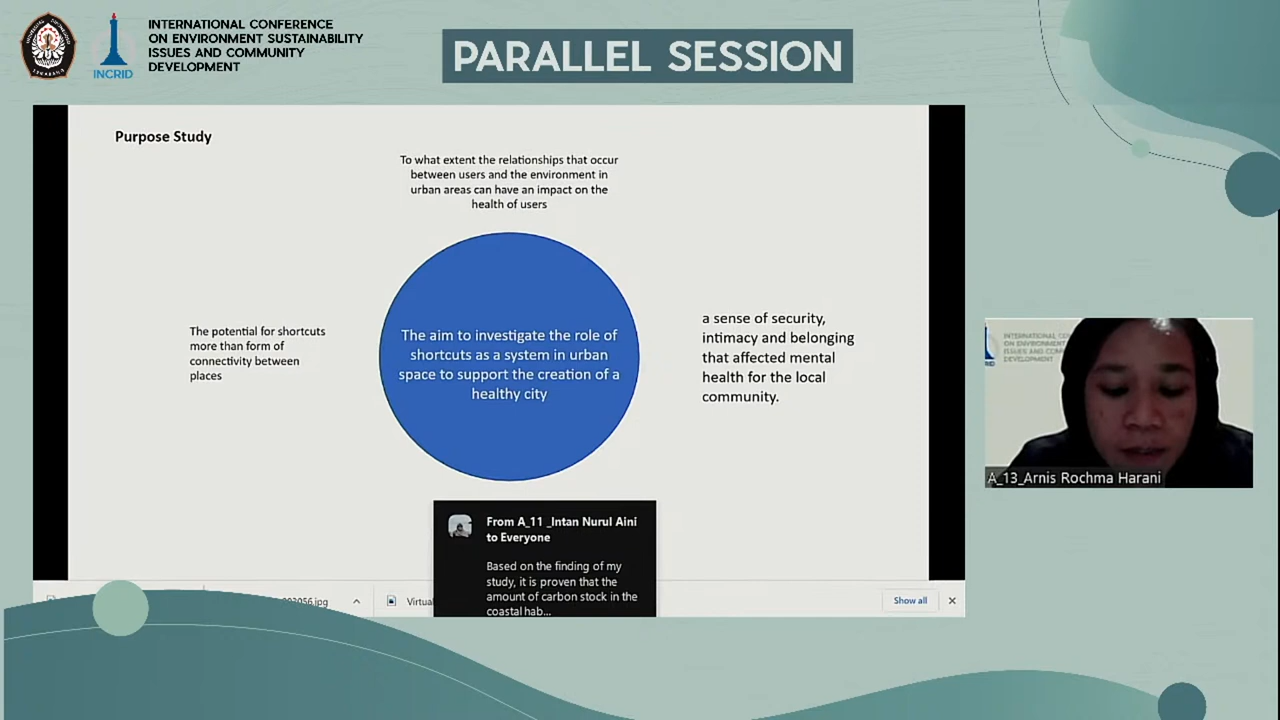 INTERNATIONAL CONFERENCE
ON ENVIRONMENT SUSTAINABILITY
ISSUES AND COMMUNITY
DEVELOPMENT
INCRID
PARALLEL SESSION
Purpose Study
To what extent the relationships that occur
between users and the environment in
urban areas can have an impact on the
health of users
The potential for shortcuts
more than form of
connectivity between
places
The aim to investigate the role of
shortcuts as a system in urban
space to support the creation of a
healthy city
a sense of security,
intimacy and belonging
that affected mental
health for the local
community.
A_13_Arnis Rochma Harani
From A_11 _Intan Nurul Aini
to Everyone
Based on the finding of my
study, it is proven that the
amount of carbon stock in the
coastal hab...
Virtual
Show all